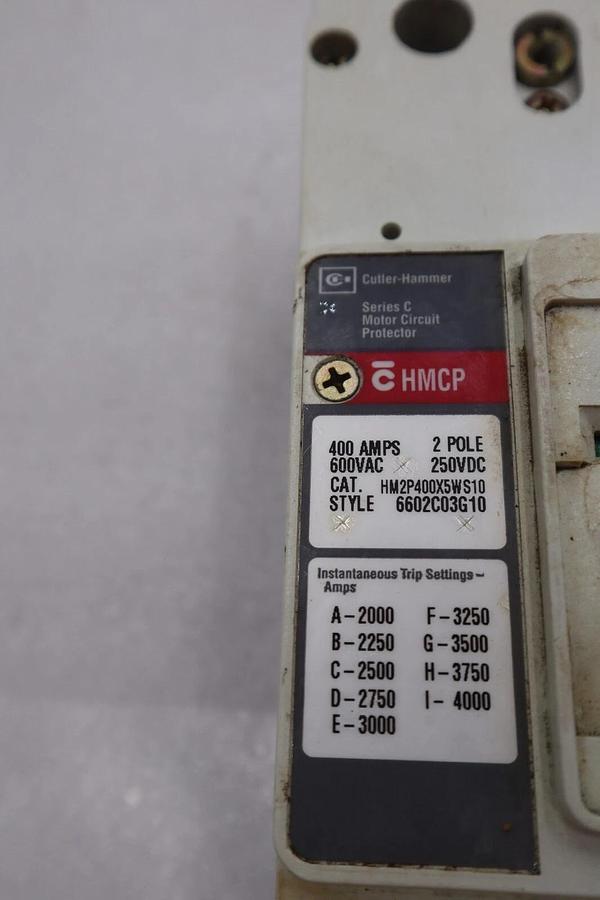 Cutler-Hammer
Series C
Motor Circuit
Protector
C HMCP
400 AMPS 2 POLE
600VAC 250VDC
CAT. HM2P400X5WS10
STYLE 6602C03G10
Instantaneous Trip Settings-
Amps
A-2000 F-3250
B-2250 G-3500
C-2500 H-3750
D-2750 I-4000
E-3000